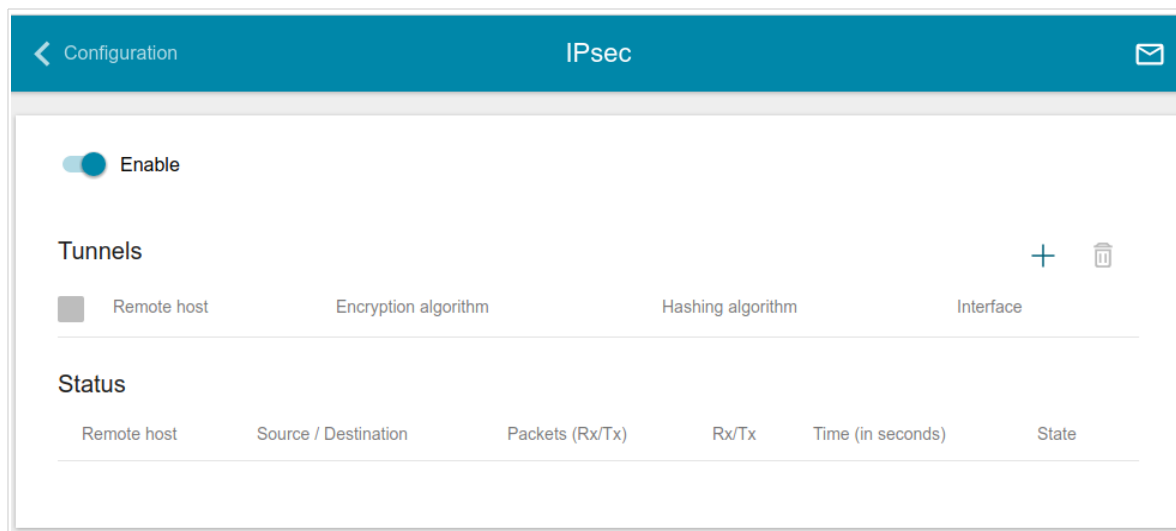 Configuration
IPsec
Enable
Tunnels
Remote host Encryption algorithm Hashing algorithm Interface
Status
Remote host Source / Destination Packets (Rx/Tx) Rx/Tx Time (in seconds) State